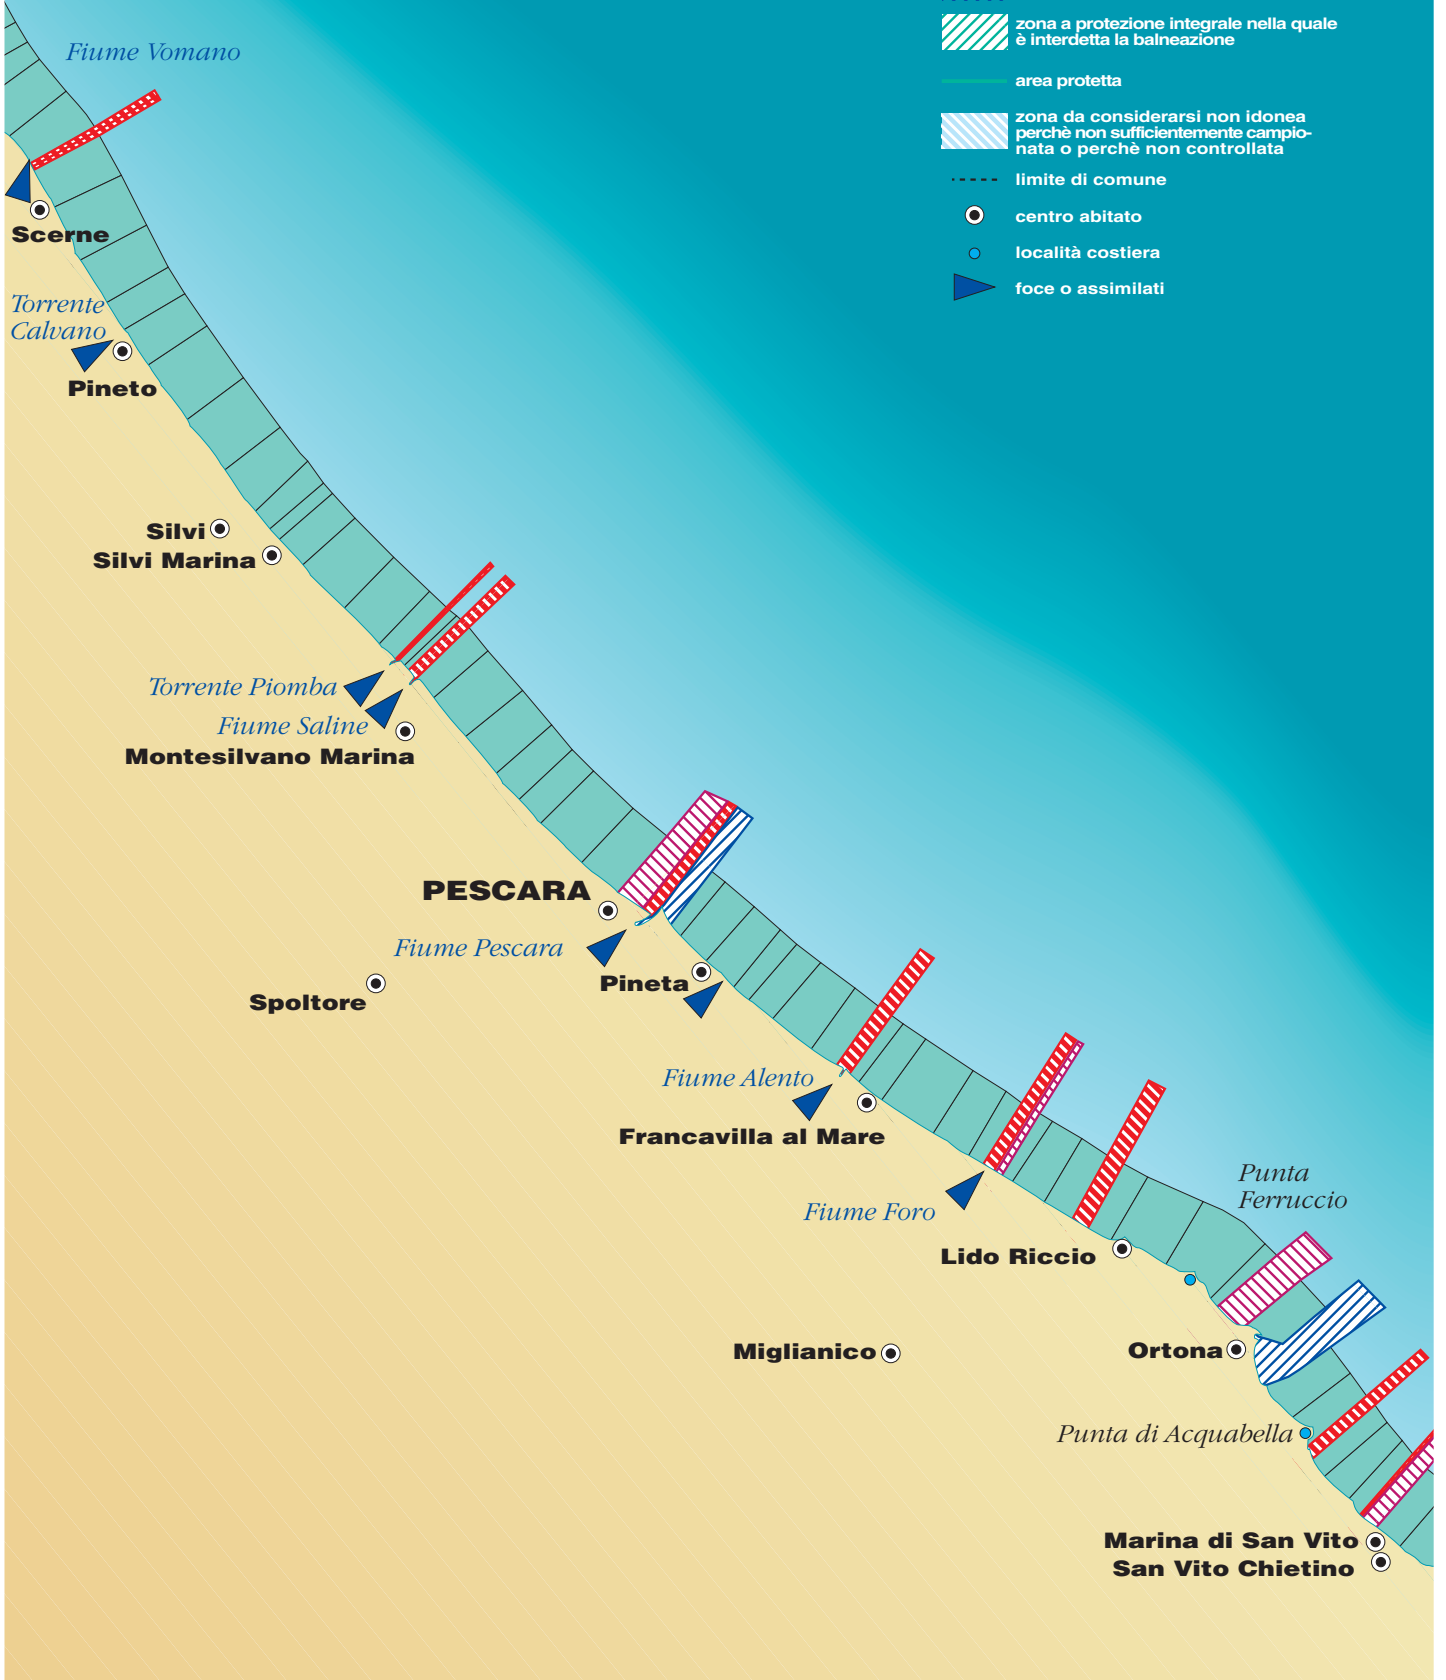 zona a protezione integrale nella quale
è interdetta la balneazione
area protetta
zona da considerarsi non idonea
perchè non sufficientemente campio-
nata o perchè non controllata
limite di comune
centro abitato
località costiera
foce o assimilati
Fiume Vomano
Scerne
Torrente
Calvano
Pineto
Silvi
Silvi Marina
Torrente Piomba
Fiume Saline
Montesilvano Marina
PESCARA
Fiume Pescara
Pineta
Spoltore
Fiume Alento
Francavilla al Mare
Punta
Ferruccio
Fiume Foro
Lido Riccio
Miglianico
Ortona
Punta di Acquabella
Marina di San Vito
San Vito Chietino